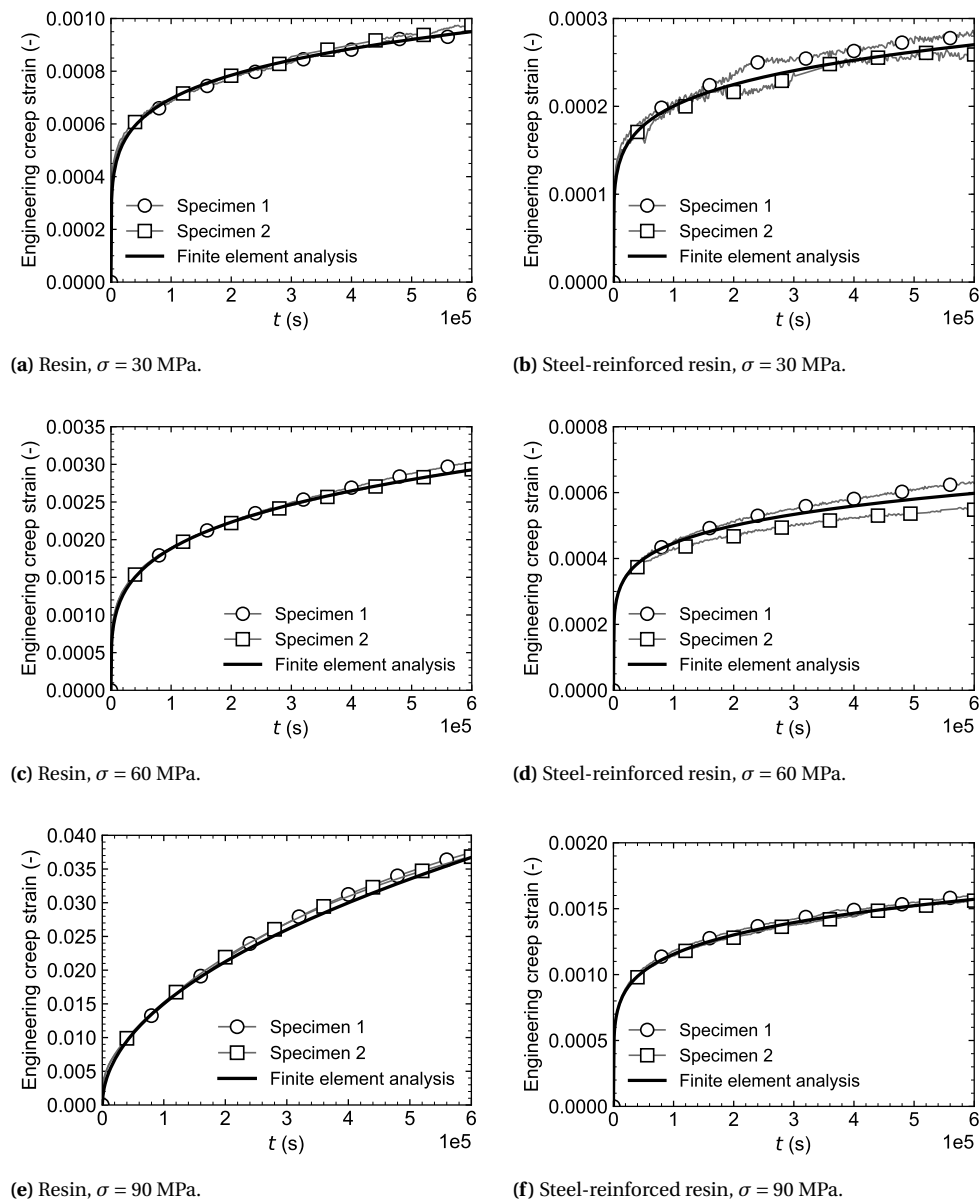 Engineering creep strain (-)
0.0010
0.0008
0.0006
0.0004
0.0002
0.0000
Specimen 1
Specimen 2
Finite element analysis
0 1 2 3 4 5 6
t (s) 1e5
(a) Resin, σ = 30 MPa.
Engineering creep strain (-)
0.0003
0.0002
0.0001
0.0000
Specimen 1
Specimen 2
Finite element analysis
0 1 2 3 4 5 6
t (s) 1e5
(b) Steel-reinforced resin, σ = 30 MPa.
Engineering creep strain (-)
0.0035
0.0030
0.0025
0.0020
0.0015
0.0010
0.0005
0.0000
Specimen 1
Specimen 2
Finite element analysis
0 1 2 3 4 5 6
t (s) 1e5
(c) Resin, σ = 60 MPa.
Engineering creep strain (-)
0.0008
0.0006
0.0004
0.0002
0.0000
Specimen 1
Specimen 2
Finite element analysis
0 1 2 3 4 5 6
t (s) 1e5
(d) Steel-reinforced resin, σ = 60 MPa.
Engineering creep strain (-)
0.040
0.035
0.030
0.025
0.020
0.015
0.010
0.005
0.000
Specimen 1
Specimen 2
Finite element analysis
0 1 2 3 4 5 6
t (s) 1e5
(e) Resin, σ = 90 MPa.
Engineering creep strain (-)
0.0020
0.0015
0.0010
0.0005
0.0000
Specimen 1
Specimen 2
Finite element analysis
0 1 2 3 4 5 6
t (s) 1e5
(f) Steel-reinforced resin, σ = 90 MPa.